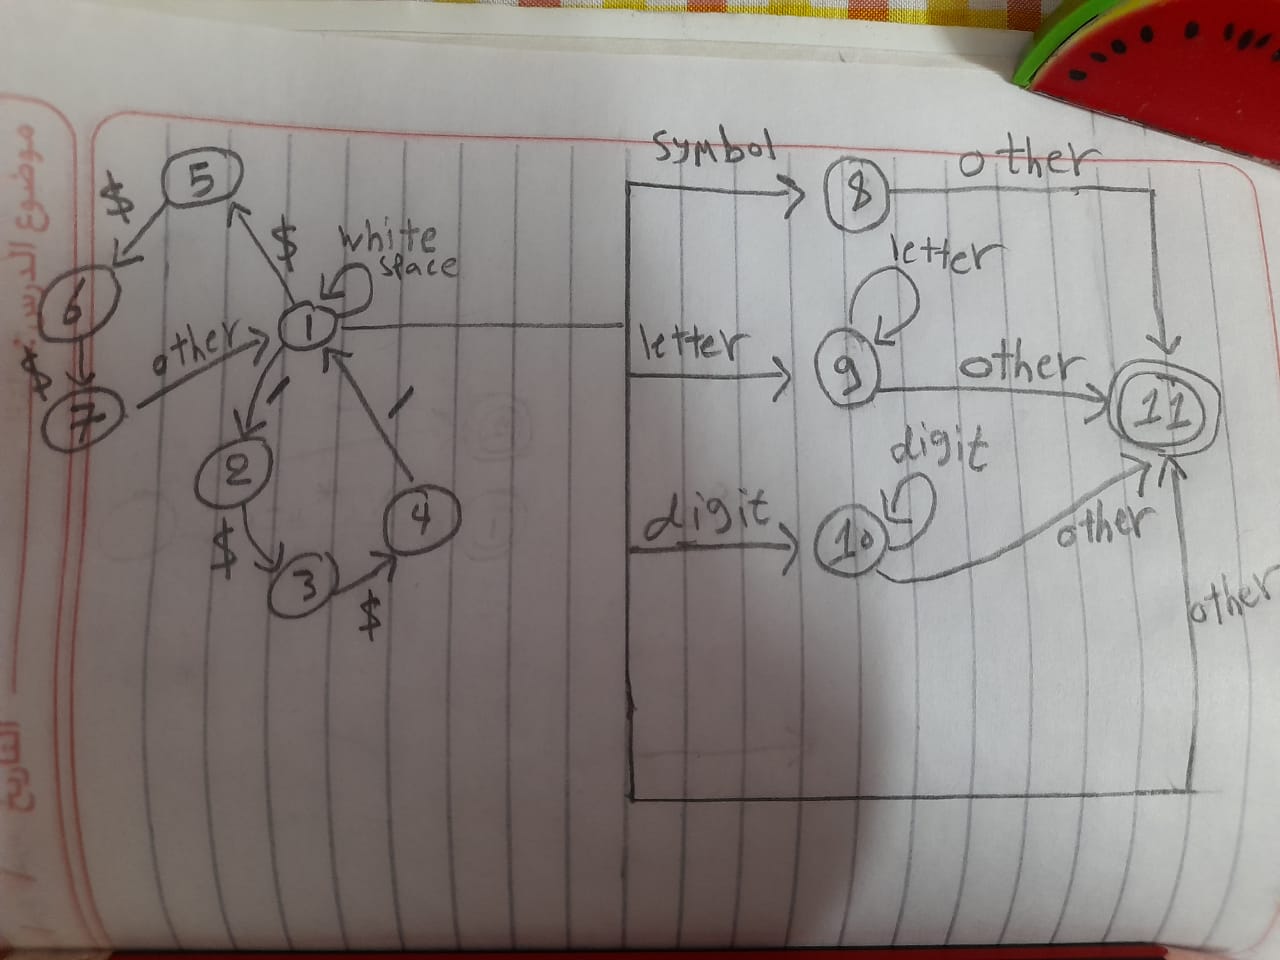 موضوع الدرس:
التاريخ
5
$
$
white
space
6
1
other
$
7
/
/
2
$
3
4
$
symbol
8
other
letter
letter
9
other
11
digit
digit
10
other
other